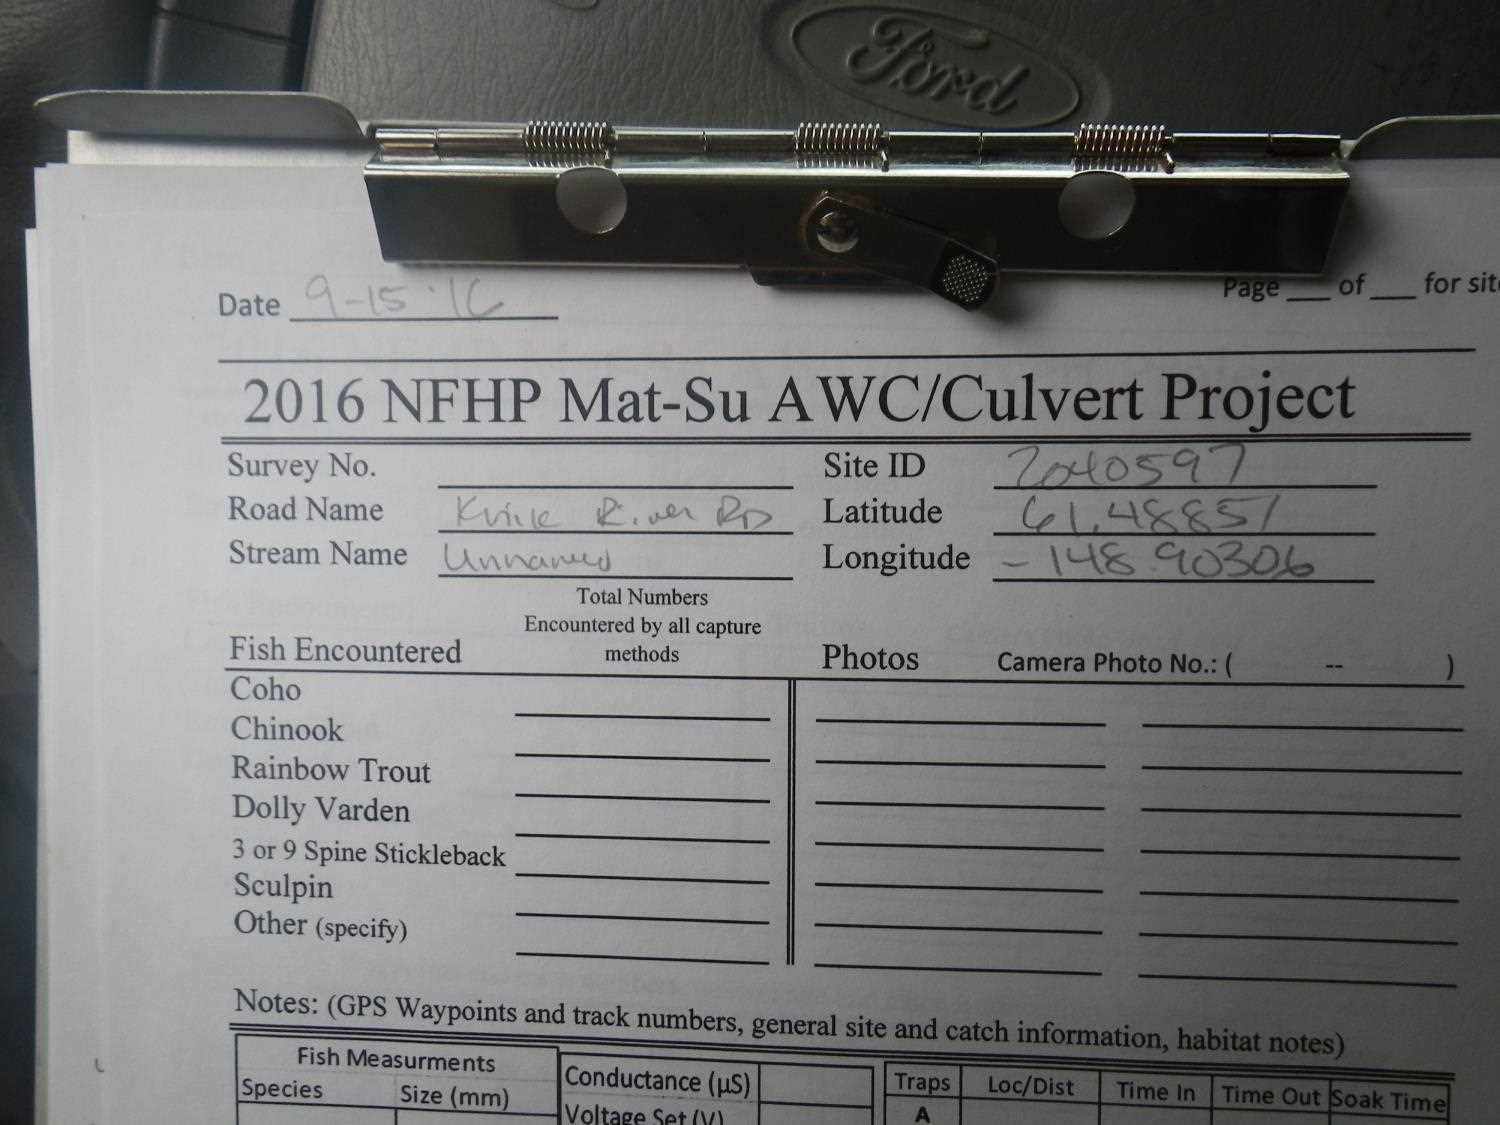 Ford
Date 9-15-16 Page ___ of ___ for site
2016 NFHP Mat-Su AWC/Culvert Project
Survey No. Site ID 2040597
Road Name River RD Latitude 61.48851
Stream Name Unnamed Longitude -148.90306
Total Numbers
Encountered by all capture
methods
Fish Encountered Photos Camera Photo No.: ( -- )
Coho
Chinook
Rainbow Trout
Dolly Varden
3 or 9 Spine Stickleback
Sculpin
Other (specify)
Notes: (GPS Waypoints and track numbers, general site and catch information, habitat notes)
Fish Measurments Conductance (µS) Traps Loc/Dist Time In Time Out Soak Time
Species Size (mm) Voltage Set (V) A